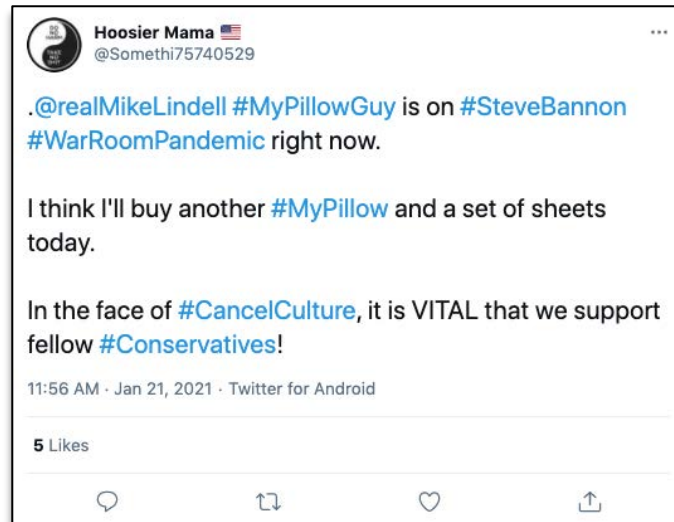 Hoosier Mama 🇺🇸
@Somethi75740529
.@realMikeLindell #MyPillowGuy is on #SteveBannon
#WarRoomPandemic right now.
I think I'll buy another #MyPillow and a set of sheets
today.
In the face of #CancelCulture, it is VITAL that we support
fellow #Conservatives!
11:56 AM · Jan 21, 2021 · Twitter for Android
5 Likes